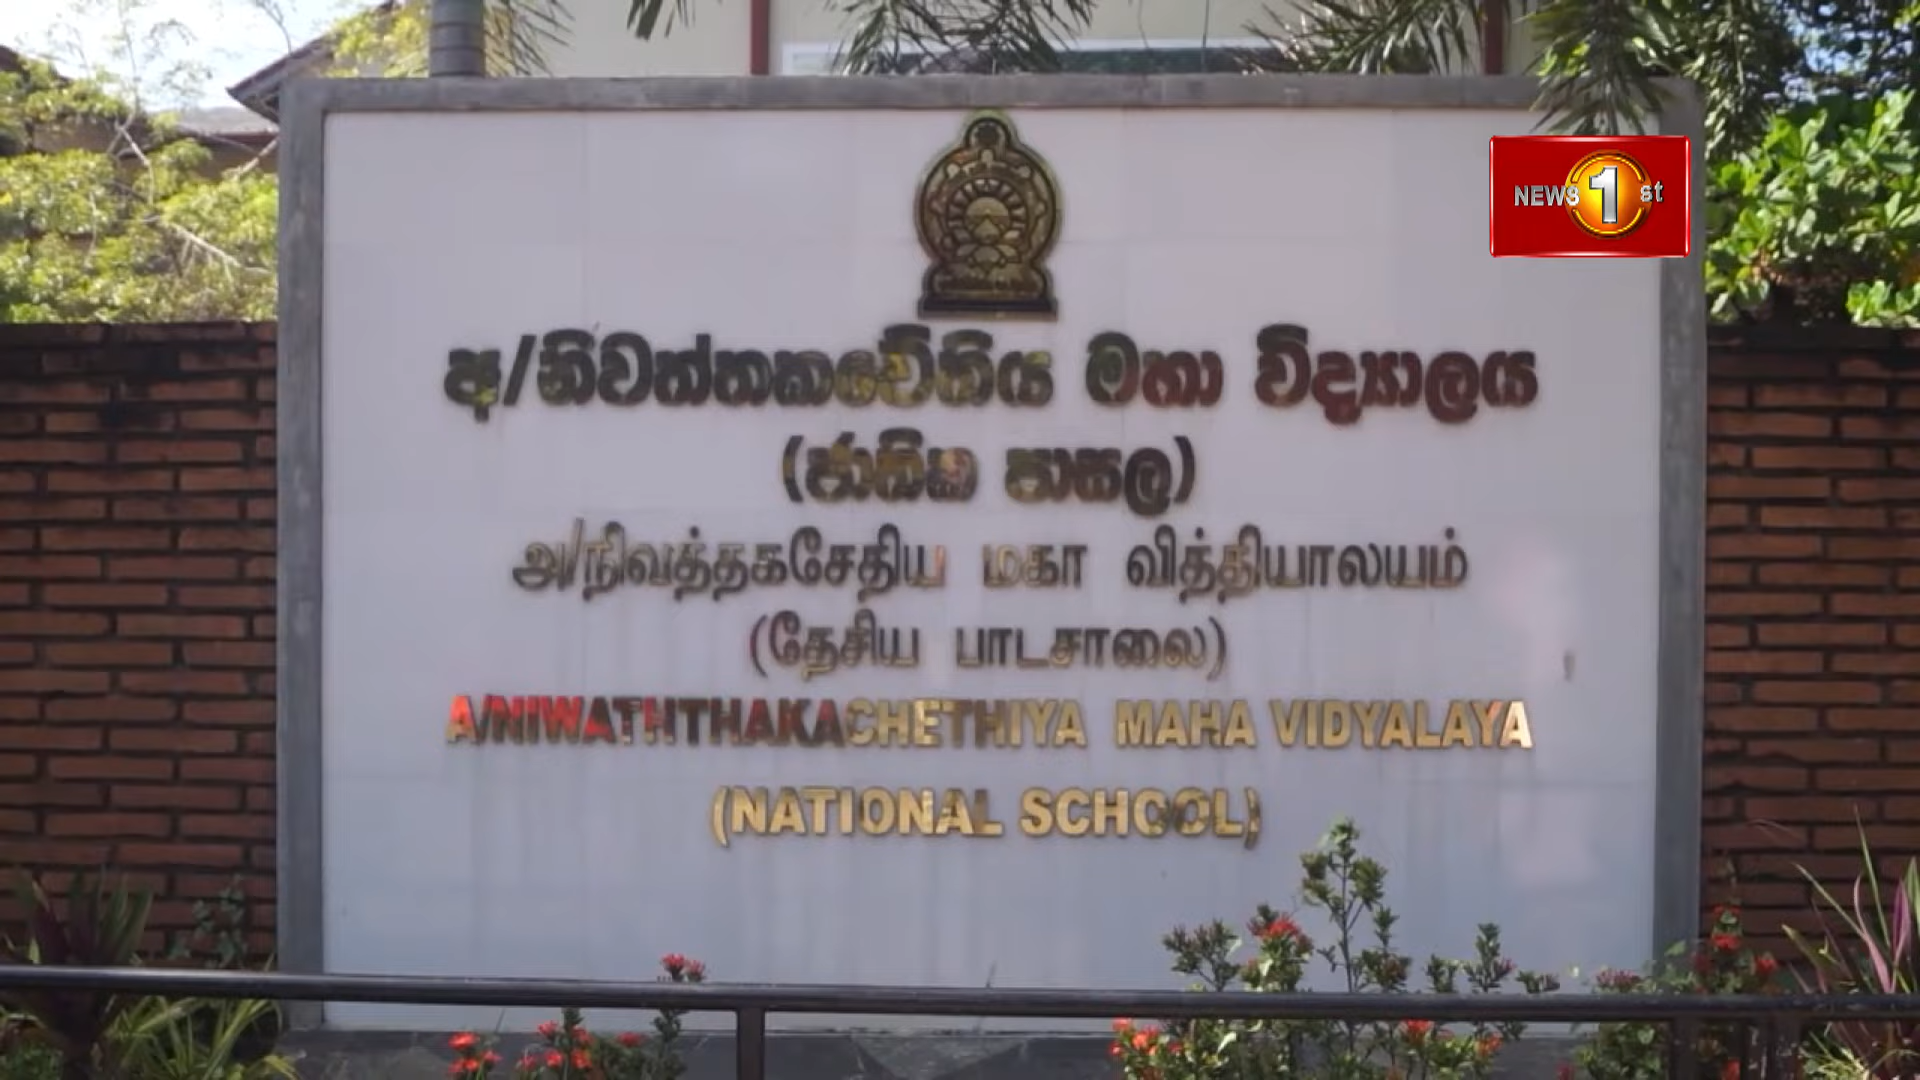 NEWS 1st
අ/නිවත්තකචේතිය මහා විද්‍යාලය
(ජාතික පාසල)
அ/நிவத்தகசேதிய மகா வித்தியாலயம்
(தேசிய பாடசாலை)
A/NIWATHTHAKACHETHIYA MAHA VIDYALAYA
(NATIONAL SCHOOL)